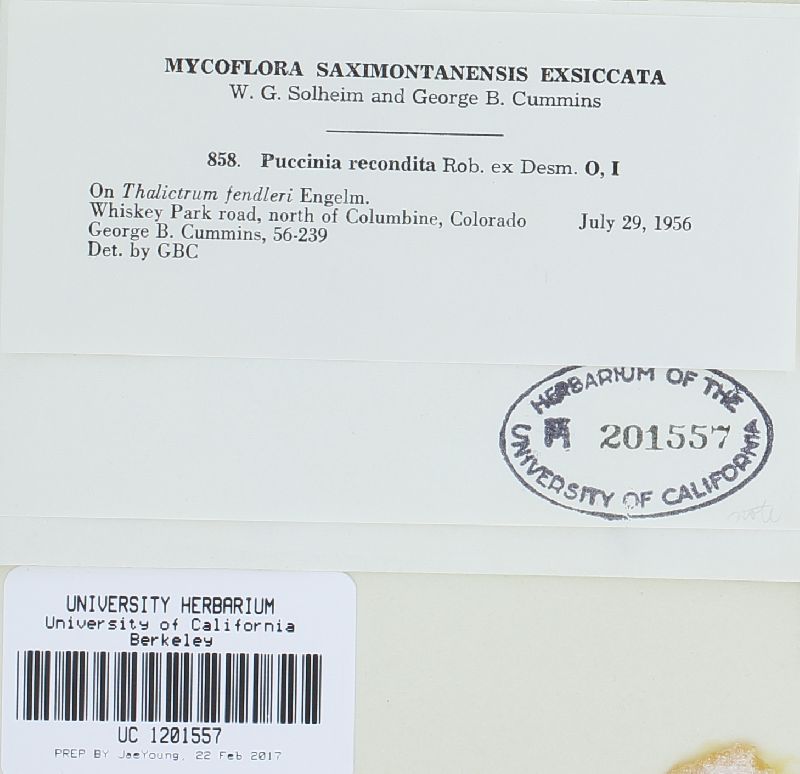 MYCOFLORA SAXIMONTANENSIS EXSICCATA
W. G. Solheim and George B. Cummins
858. Puccinia recondita Rob. ex Desm. O, I
On Thalictrum fendleri Engelm.
Whiskey Park road, north of Columbine, Colorado July 29, 1956
George B. Cummins, 56-239
Det. by GBC
HERBARIUM OF THE
201557
UNIVERSITY OF CALIFORNIA
note
UNIVERSITY HERBARIUM
University of California
Berkeley
UC 1201557
PREP BY JaeYoung, 22 Feb 2017